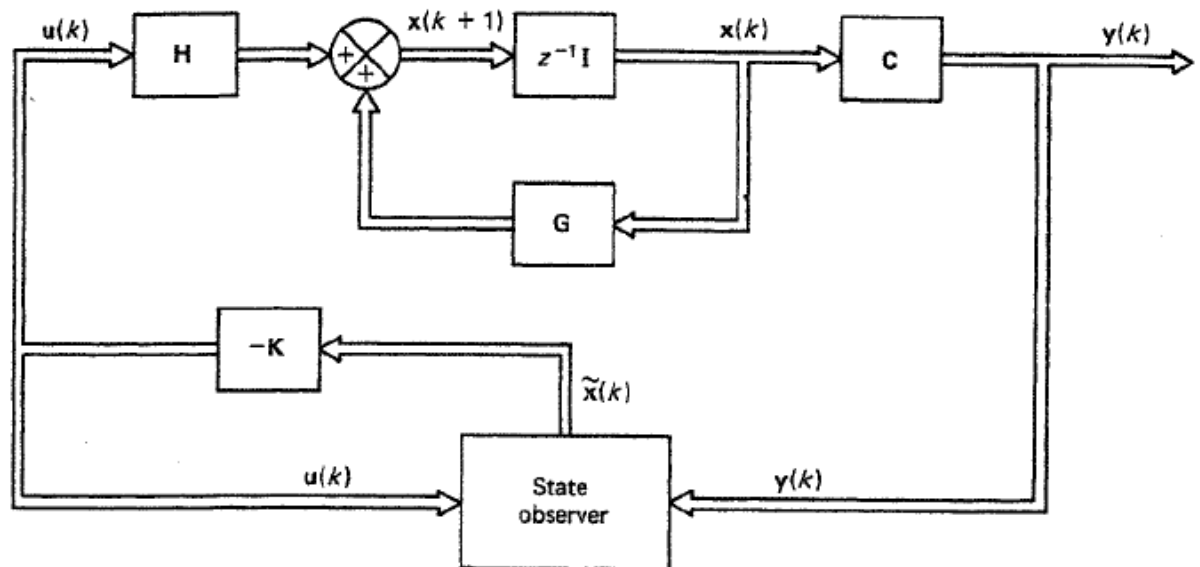 u(k)
H
+
+
x(k + 1)
z⁻¹I
x(k)
C
y(k)
G
-K
x̃(k)
u(k)
State
observer
y(k)